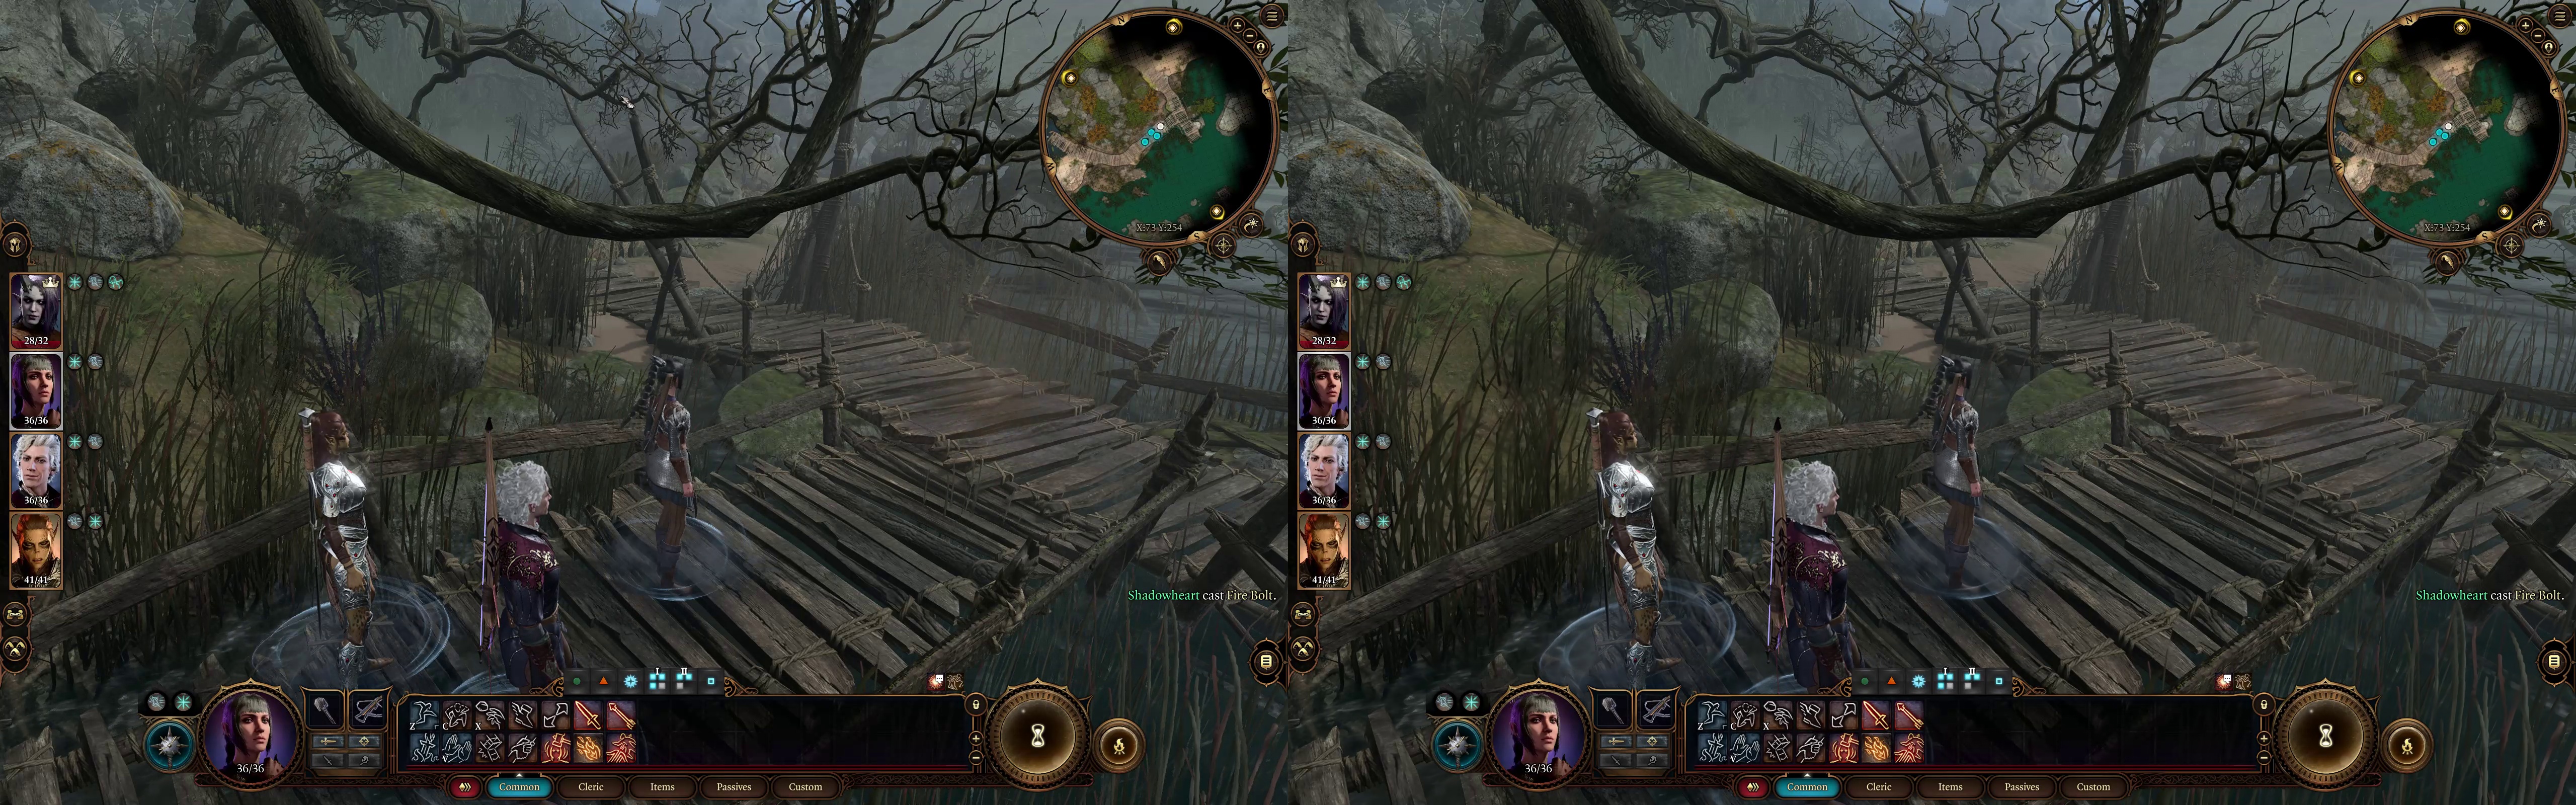 N
X:73 Y:254
S
28/32
36/36
36/36
41/41
Shadowheart cast Fire Bolt.
I II
Z C X
V
36/36
Common Cleric Items Passives Custom
N
X:73 Y:254
S
28/32
36/36
36/36
41/41
Shadowheart cast Fire Bolt.
I II
Z C X
V
36/36
Common Cleric Items Passives Custom